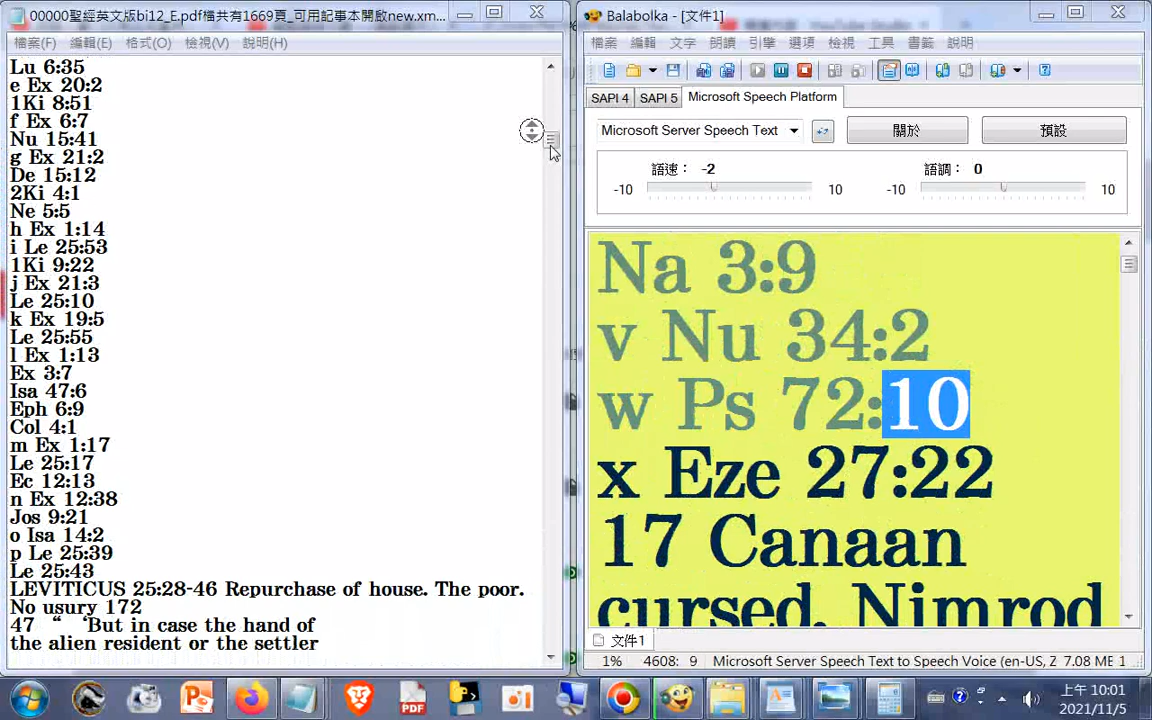 00000聖經英文版bi12_E.pdf檔共有1669頁_可用記事本開啟new.xm...
檔案(F) 編輯(E) 格式(O) 檢視(V) 說明(H)
Lu 6:35
e Ex 20:2
1Ki 8:51
f Ex 6:7
Nu 15:41
g Ex 21:2
De 15:12
2Ki 4:1
Ne 5:5
h Ex 1:14
i Le 25:53
1Ki 9:22
j Ex 21:3
Le 25:10
k Ex 19:5
Le 25:55
l Ex 1:13
Ex 3:7
Isa 47:6
Eph 6:9
Col 4:1
m Ex 1:17
Le 25:17
Ec 12:13
n Ex 12:38
Jos 9:21
o Isa 14:2
p Le 25:39
Le 25:43
LEVITICUS 25:28-46 Repurchase of house. The poor.
No usury 172
47 “ ‘But in case the hand of
the alien resident or the settler
Balabolka - [文件1]
檔案 編輯 文字 朗讀 引擎 選項 檢視 工具 書籤 說明
SAPI 4 SAPI 5 Microsoft Speech Platform
Microsoft Server Speech Text 關於 預設
語速： -2 語調： 0
-10 10 -10 10
Na 3:9
v Nu 34:2
w Ps 72:10
x Eze 27:22
17 Canaan
cursed. Nimrod
文件1
1% 4608: 9 Microsoft Server Speech Text to Speech Voice (en-US, Z 7.08 ME 1
PDF
上午 10:01
2021/11/5